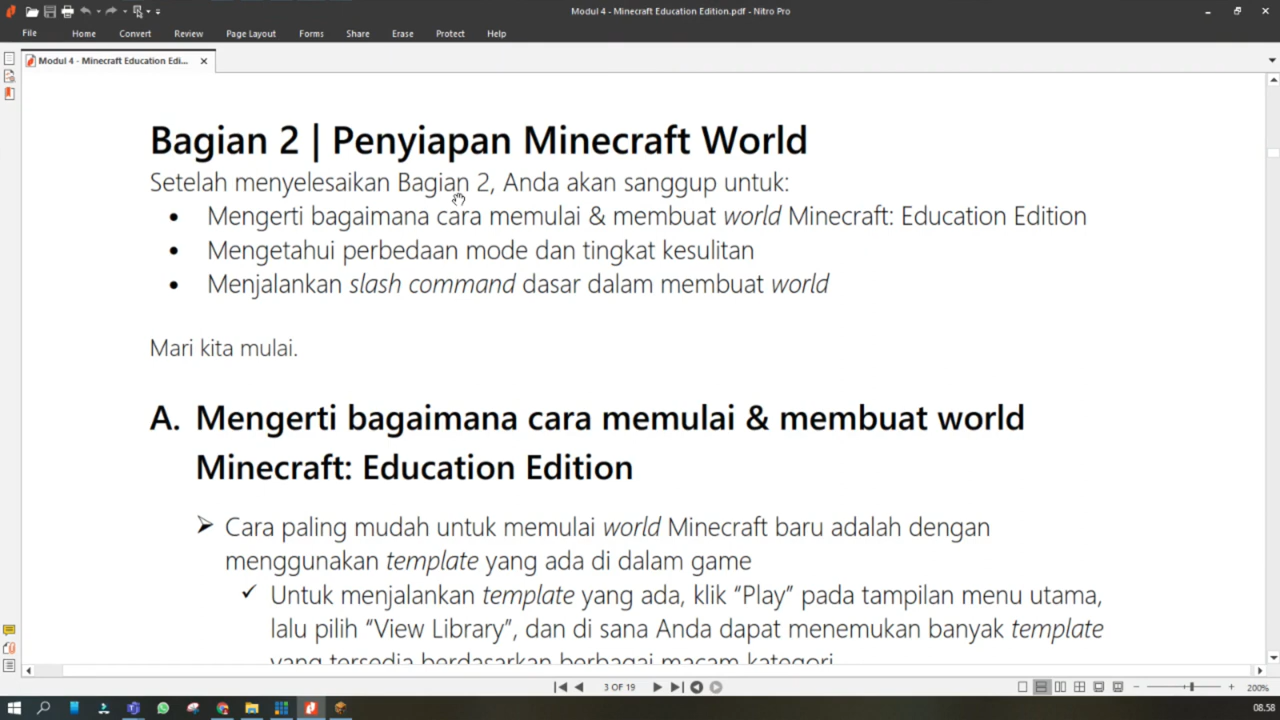 Modul 4 - Minecraft Education Edition.pdf - Nitro Pro
File Home Convert Review Page Layout Forms Share Erase Protect Help
Modul 4 - Minecraft Education Edi...
Bagian 2 | Penyiapan Minecraft World
Setelah menyelesaikan Bagian 2, Anda akan sanggup untuk:
• Mengerti bagaimana cara memulai & membuat world Minecraft: Education Edition
• Mengetahui perbedaan mode dan tingkat kesulitan
• Menjalankan slash command dasar dalam membuat world
Mari kita mulai.
A. Mengerti bagaimana cara memulai & membuat world
Minecraft: Education Edition
➢ Cara paling mudah untuk memulai world Minecraft baru adalah dengan
menggunakan template yang ada di dalam game
✓ Untuk menjalankan template yang ada, klik “Play” pada tampilan menu utama,
lalu pilih “View Library”, dan di sana Anda dapat menemukan banyak template
yang tersedia berdasarkan berbagai macam kategori
3 OF 19
200%
08.58